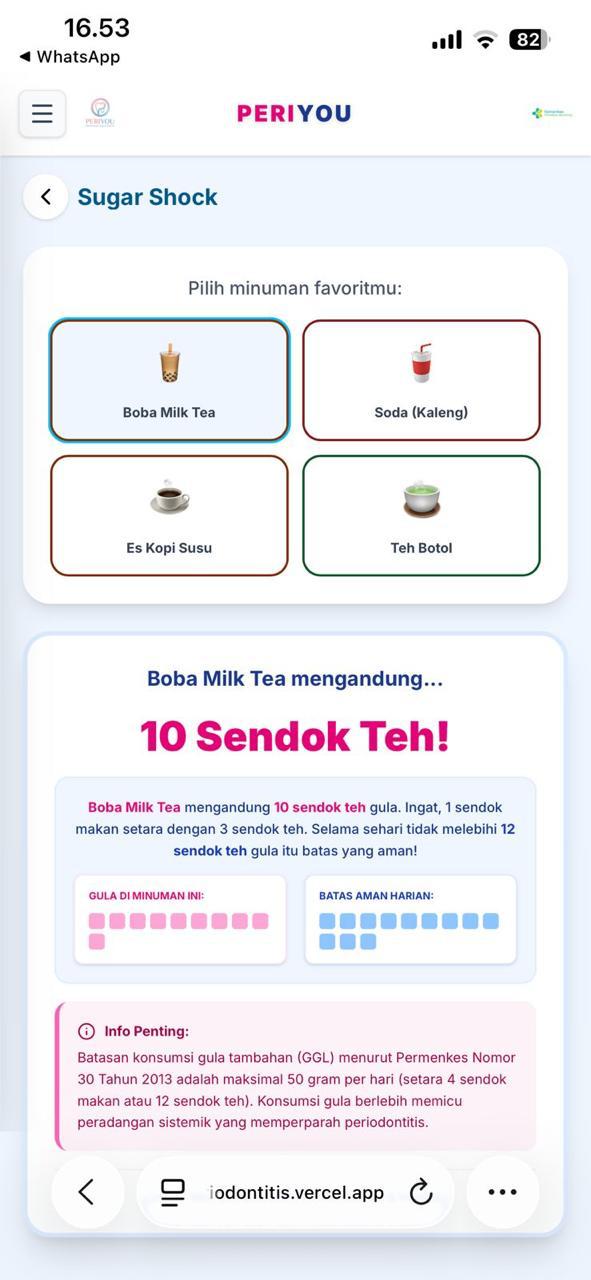 16.53
WhatsApp
82
PERIYOU
PERIYOU
Sugar Shock
Pilih minuman favoritmu:
Boba Milk Tea
Soda (Kaleng)
Es Kopi Susu
Teh Botol
Boba Milk Tea mengandung...
10 Sendok Teh!
Boba Milk Tea mengandung 10 sendok teh gula. Ingat, 1 sendok
makan setara dengan 3 sendok teh. Selama sehari tidak melebihi 12
sendok teh gula itu batas yang aman!
GULA DI MINUMAN INI:
BATAS AMAN HARIAN:
Info Penting:
Batasan konsumsi gula tambahan (GGL) menurut Permenkes Nomor
30 Tahun 2013 adalah maksimal 50 gram per hari (setara 4 sendok
makan atau 12 sendok teh). Konsumsi gula berlebih memicu
peradangan sistemik yang memperparah periodontitis.
iodontitis.vercel.app